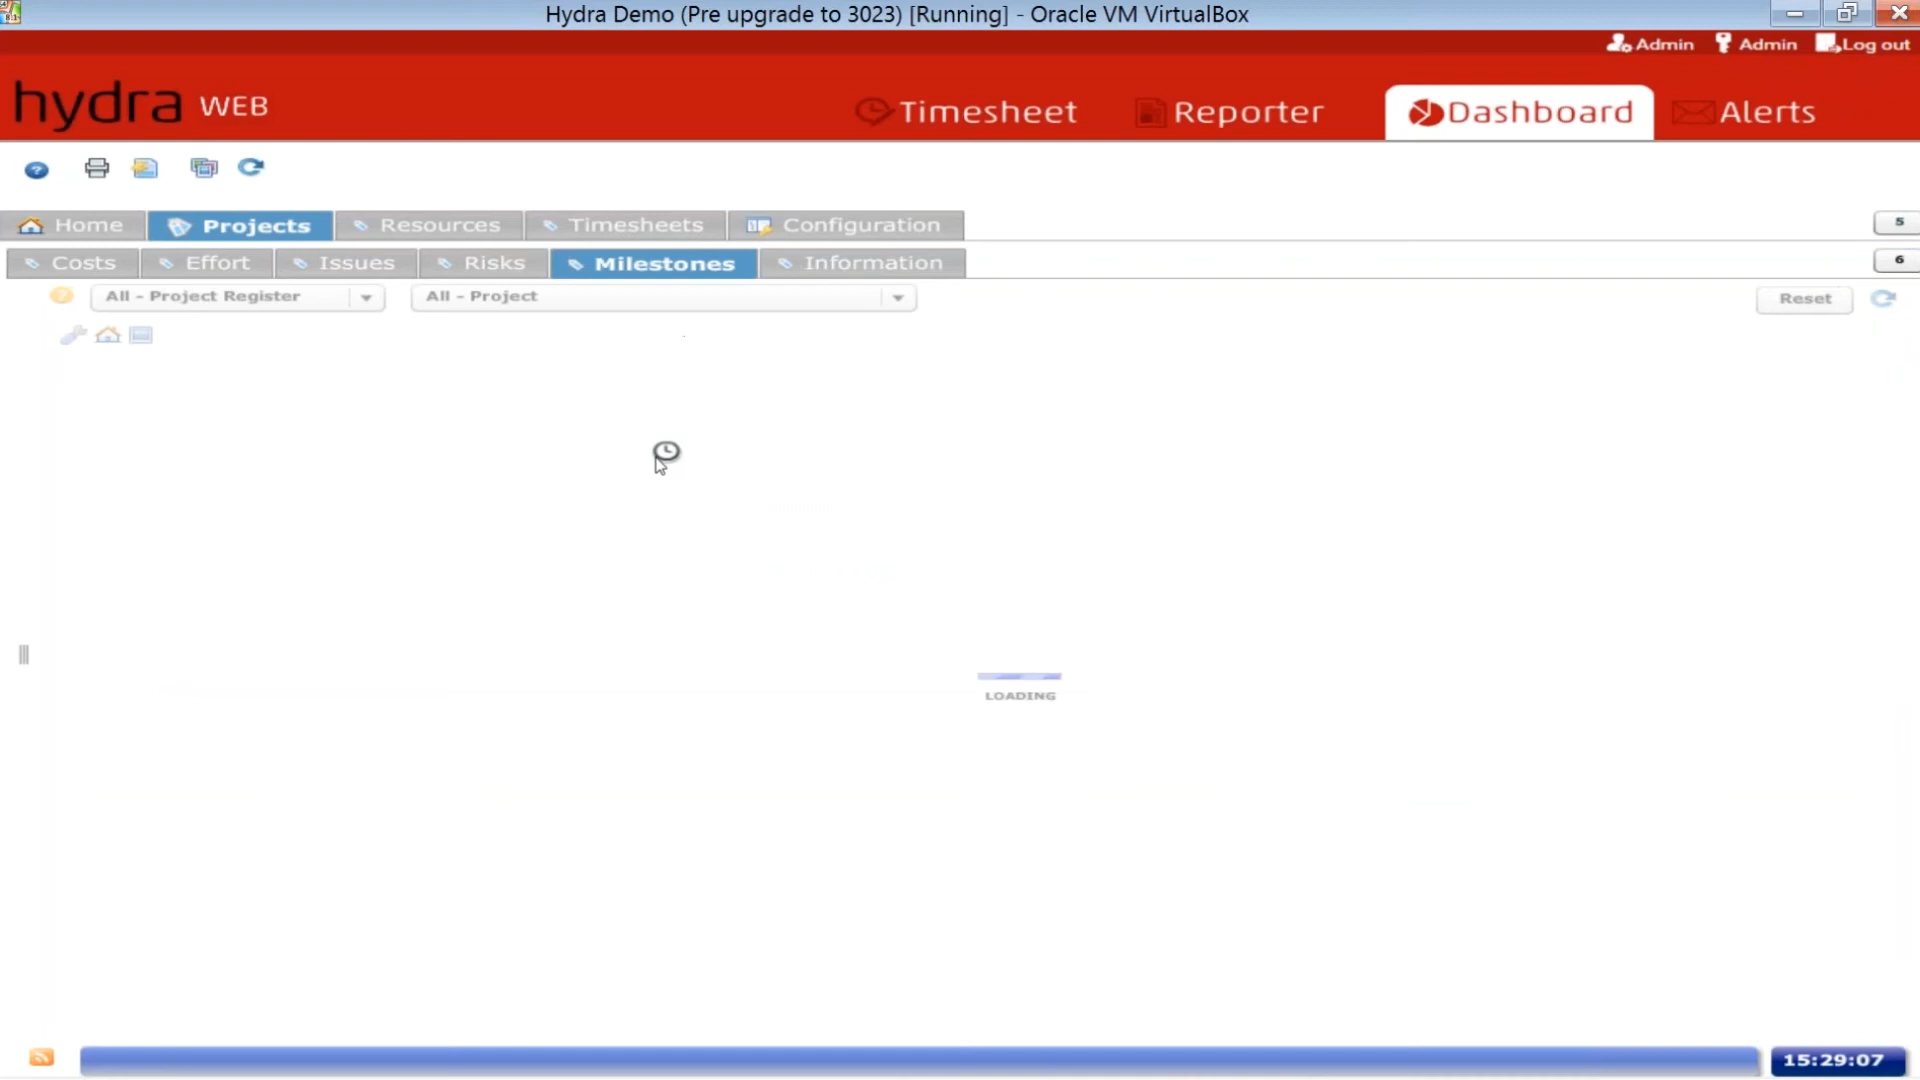 Hydra Demo (Pre upgrade to 3023) [Running] - Oracle VM VirtualBox
Admin Admin Log out
hydra WEB Timesheet Reporter Dashboard Alerts
Home Projects Resources Timesheets Configuration 5
Costs Effort Issues Risks Milestones Information 6
All - Project Register All - Project Reset
LOADING
15:29:07